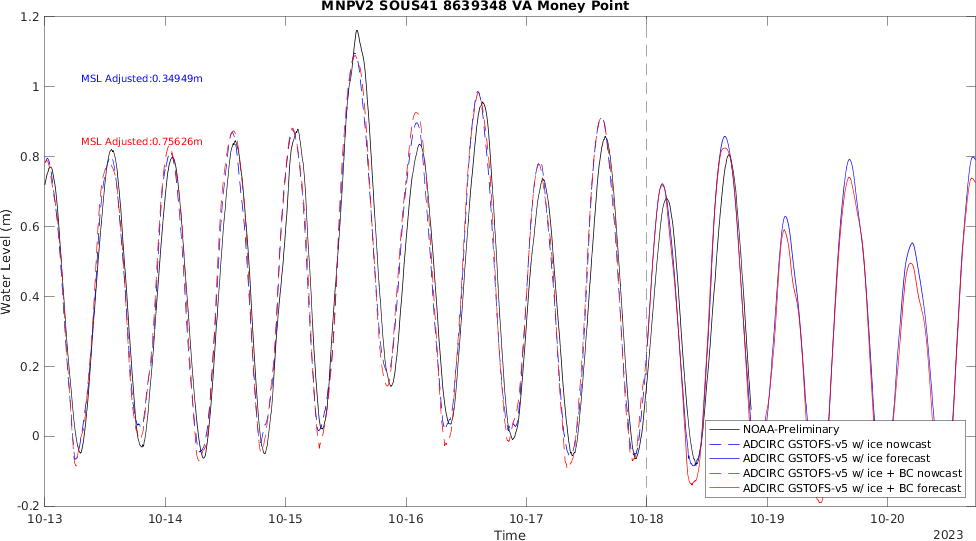 MNPV2 SOUS41 8639348 VA Money Point
1.2
1
0.8
0.6
0.4
0.2
0
-0.2
Water Level (m)
MSL Adjusted:0.34949m
MSL Adjusted:0.75626m
NOAA-Preliminary
ADCIRC GSTOFS-v5 w/ ice nowcast
ADCIRC GSTOFS-v5 w/ ice forecast
ADCIRC GSTOFS-v5 w/ ice + BC nowcast
ADCIRC GSTOFS-v5 w/ ice + BC forecast
10-13 10-14 10-15 10-16 10-17 10-18 10-19 10-20
Time
2023